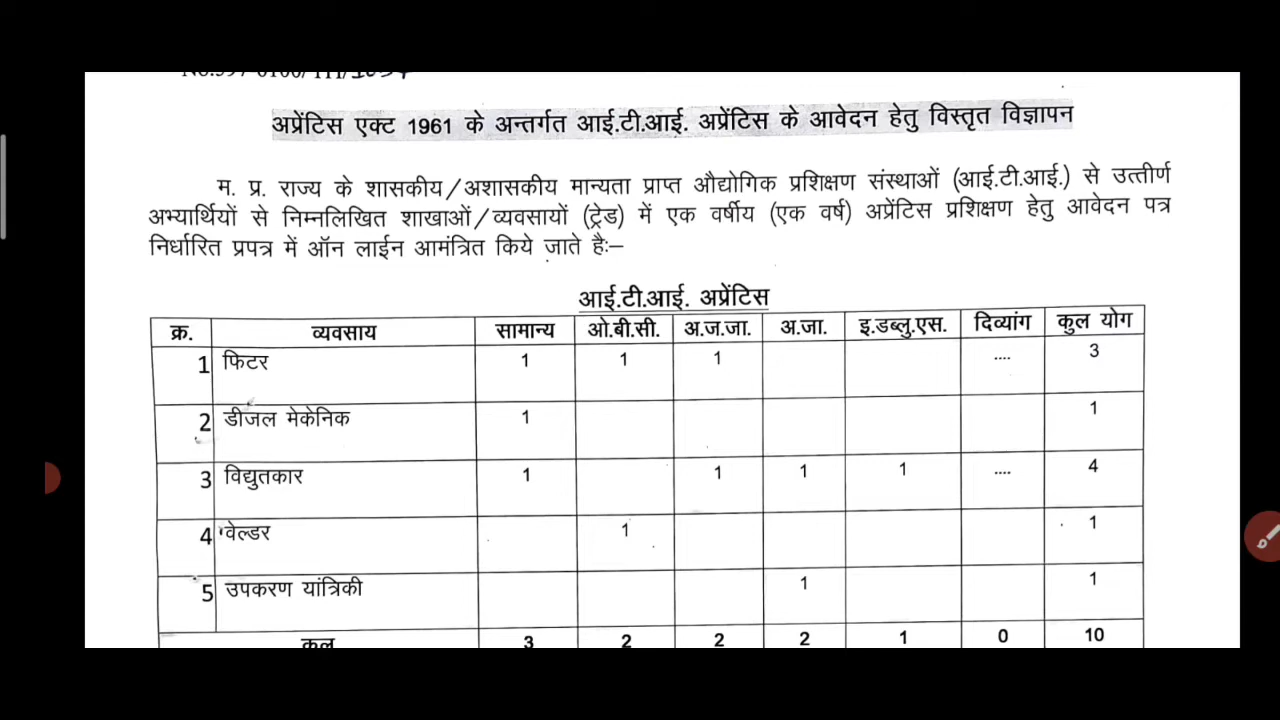 अप्रेंटिस एक्ट 1961 के अन्तर्गत आई.टी.आई. अप्रेंटिस के आवेदन हेतु विस्तृत विज्ञापन
म. प्र. राज्य के शासकीय/अशासकीय मान्यता प्राप्त औद्योगिक प्रशिक्षण संस्थाओं (आई.टी.आई.) से उत्तीर्ण
अभ्यार्थियों से निम्नलिखित शाखाओं/व्यवसायों (ट्रेड) में एक वर्षीय (एक वर्ष) अप्रेंटिस प्रशिक्षण हेतु आवेदन पत्र
निर्धारित प्रपत्र में ऑन लाईन आमंत्रित किये जाते हैः–
आई.टी.आई. अप्रेंटिस
क्र. व्यवसाय सामान्य ओ.बी.सी. अ.ज.जा. अ.जा. इ.डब्लु.एस. दिव्यांग कुल योग
1 फिटर 1 1 1 .... 3
2 डीजल मेकेनिक 1 1
3 विद्युतकार 1 1 1 1 .... 4
4 वेल्डर 1 1
5 उपकरण यांत्रिकी 1 1
कुल 3 2 2 2 1 0 10